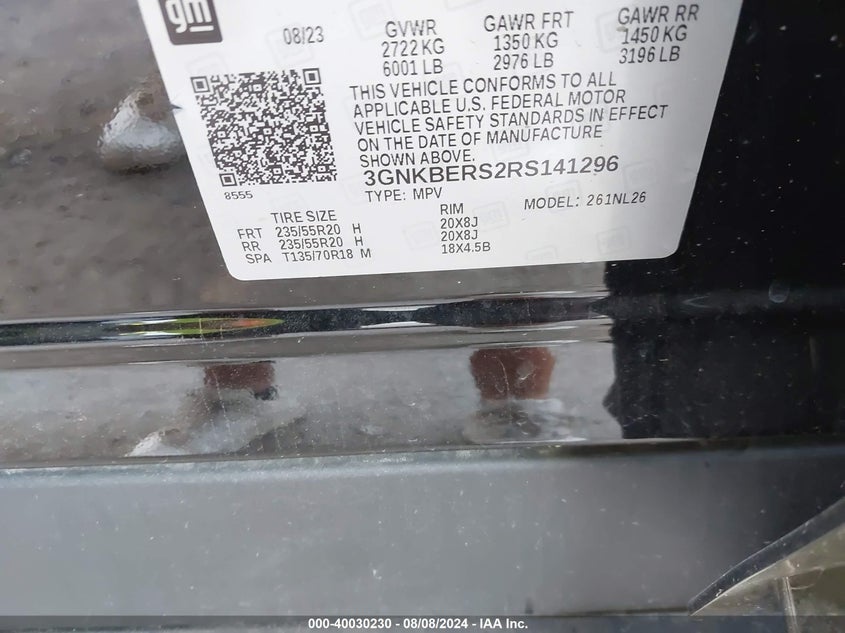 gm
08/23
GVWR GAWR FRT GAWR RR
2722 KG 1350 KG 1450 KG
6001 LB 2976 LB 3196 LB
THIS VEHICLE CONFORMS TO ALL
APPLICABLE U.S. FEDERAL MOTOR
VEHICLE SAFETY STANDARDS IN EFFECT
ON THE DATE OF MANUFACTURE
SHOWN ABOVE.
8555
3GNKBERS2RS141296
TYPE: MPV MODEL: 261NL26
TIRE SIZE RIM
FRT 235/55R20 H 20X8J
RR 235/55R20 H 20X8J
SPA T135/70R18 M 18X4.5B
000-40030230 - 08/08/2024 - IAA Inc.